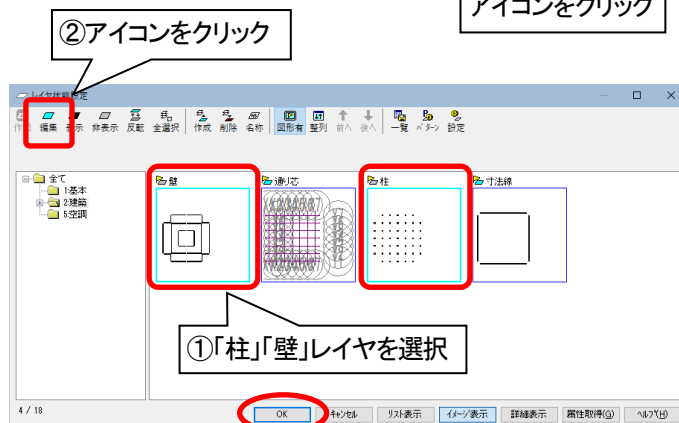 アイコンをクリック
②アイコンをクリック
レイヤ状態設定
編集 表示 非表示 反転 全選択 作成 削除 名称 図形有 整列 前へ 後へ 一覧 パターン 設定
全て
1:基本
2:建築
5:空調
壁 通り芯 柱 寸法線
①「柱」「壁」レイヤを選択
4 / 18
OK キャンセル リスト表示 イメージ表示 詳細表示 属性取得(G) ヘルプ(H)